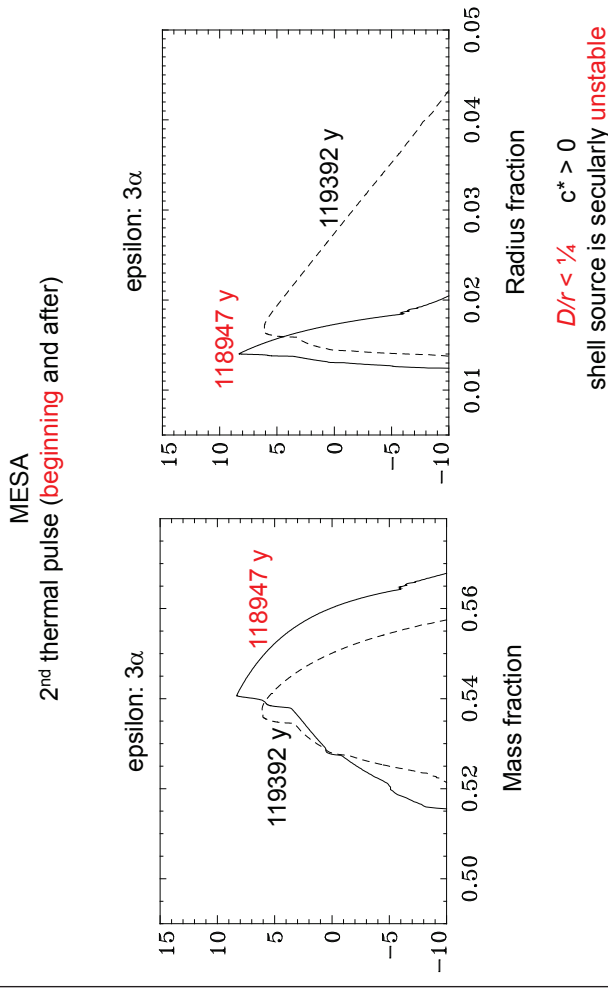 MESA
2nd thermal pulse (beginning and after)
epsilon: 3α
15
10
5
0
−5
−10
118947 y
119392 y
0.50
0.52
0.54
0.56
Mass fraction
epsilon: 3α
15
10
5
0
−5
−10
118947 y
119392 y
0.01
0.02
0.03
0.04
0.05
Radius fraction
D/r < ¼ c* > 0
shell source is secularly unstable